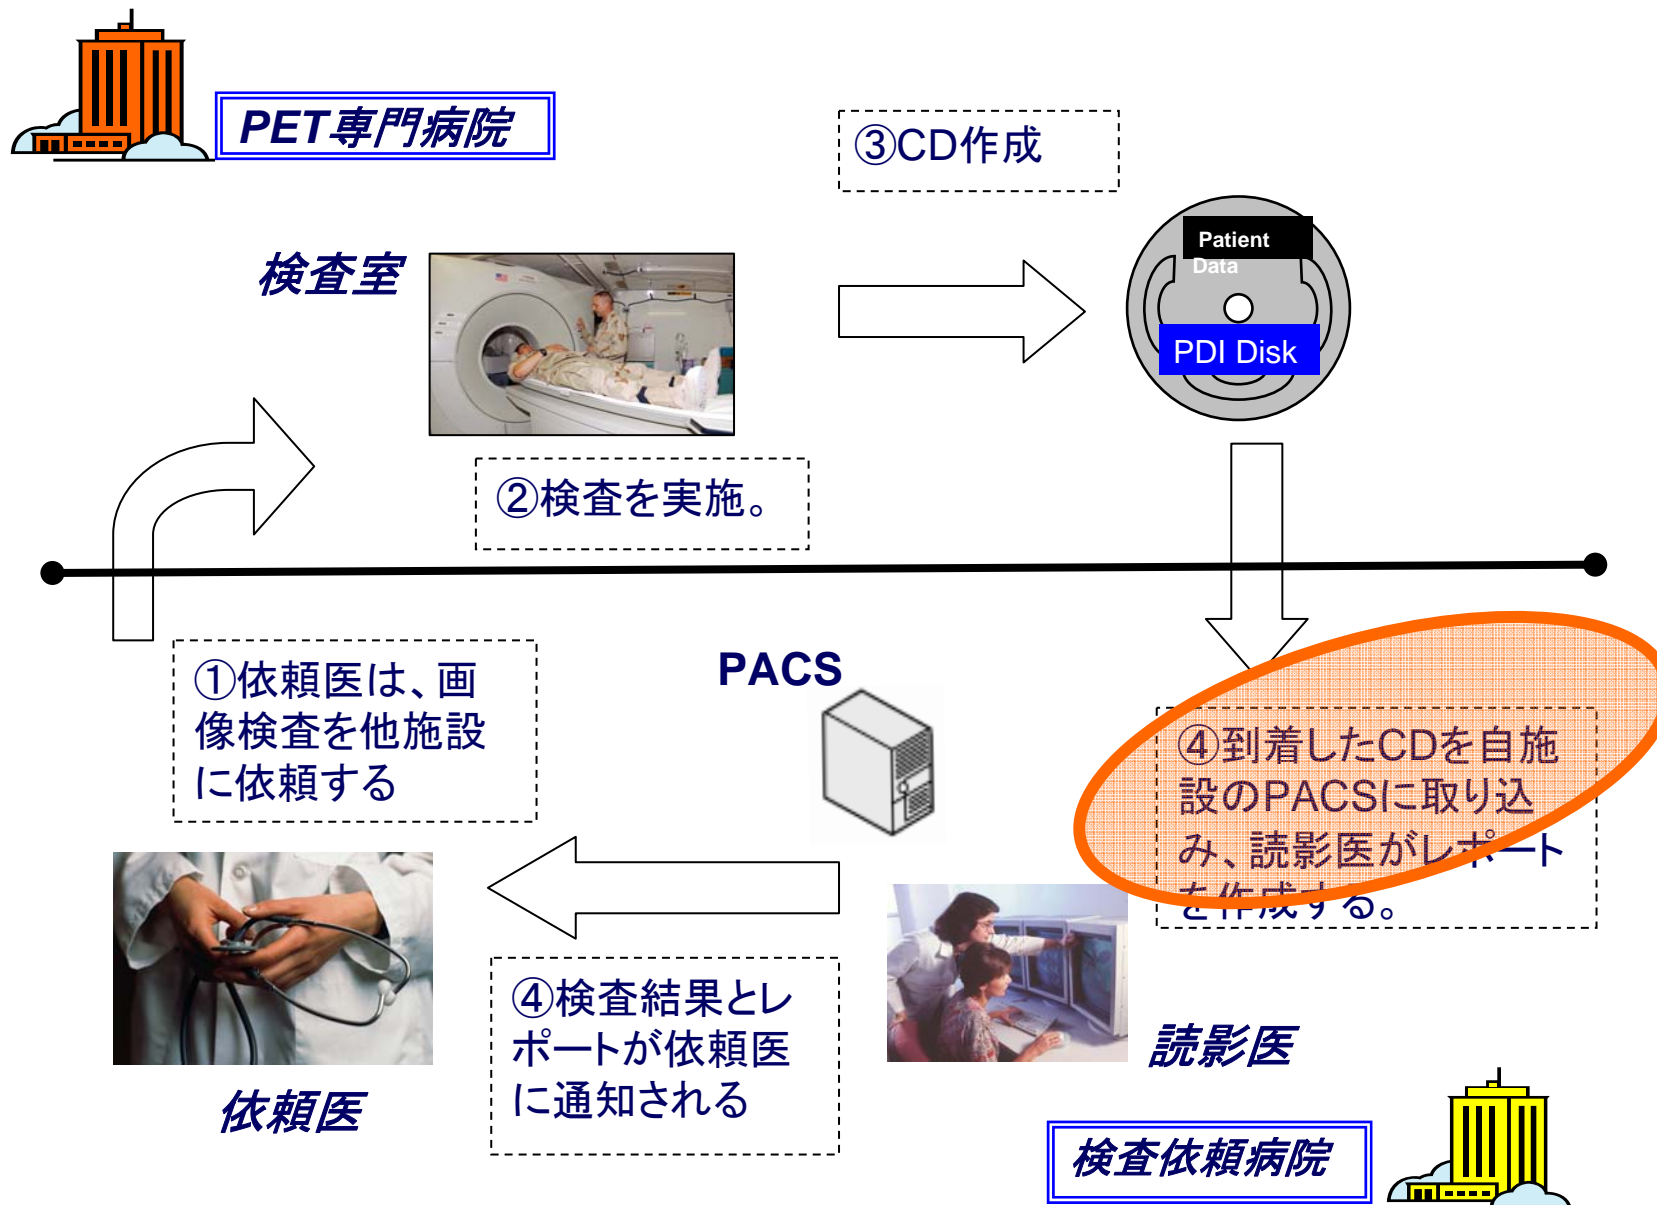 PET専門病院
③CD作成
検査室
Patient
Data
PDI Disk
②検査を実施。
①依頼医は、画
像検査を他施設
に依頼する
PACS
④到着したCDを自施
設のPACSに取り込
み、読影医がレポート
を作成する。
④検査結果とレ
ポートが依頼医
に通知される
読影医
依頼医
検査依頼病院